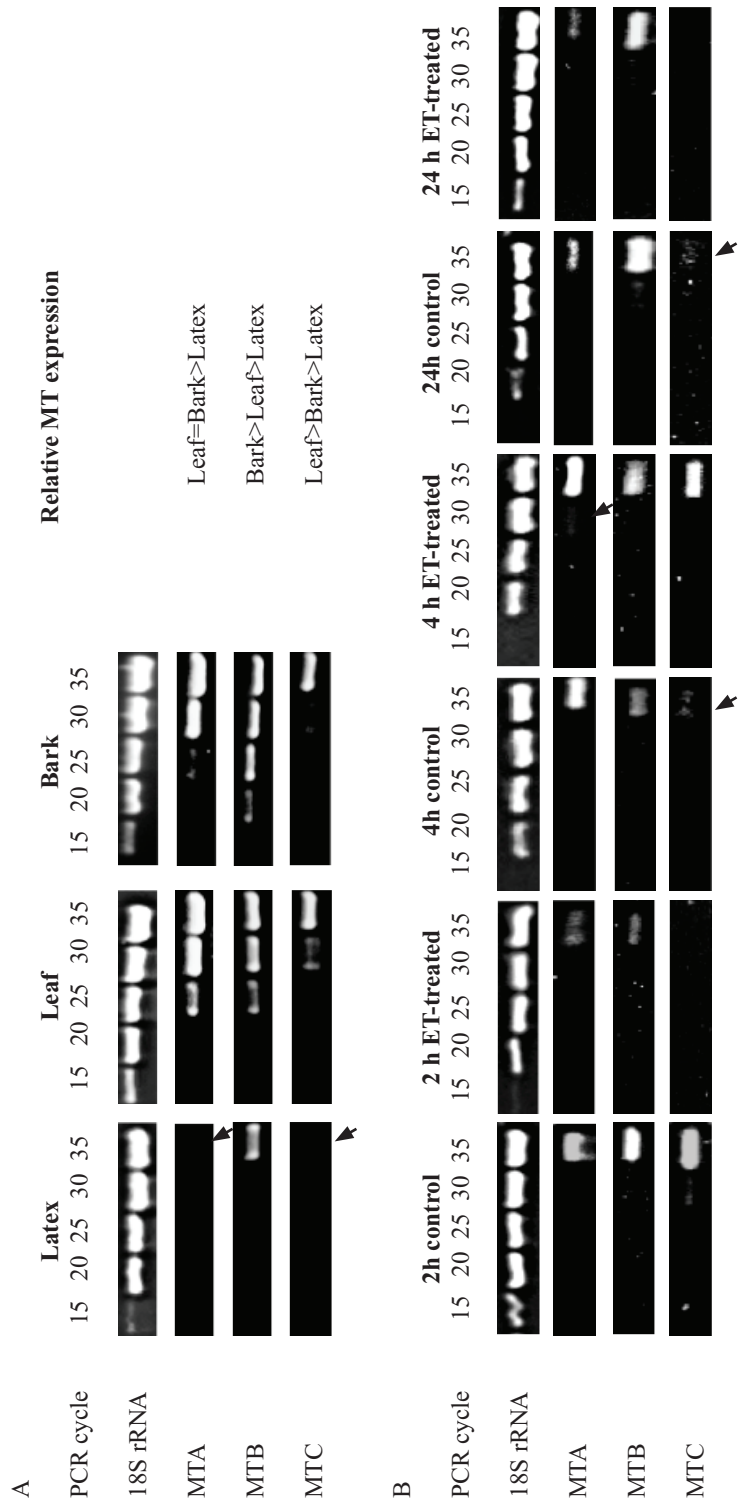 A
Latex Leaf Bark Relative MT expression
PCR cycle 15 20 25 30 35 15 20 25 30 35 15 20 25 30 35
18S rRNA
MTA Leaf=Bark>Latex
MTB Bark>Leaf>Latex
MTC Leaf>Bark>Latex
B
2h control 2 h ET-treated 4h control 4 h ET-treated 24h control 24 h ET-treated
PCR cycle 15 20 25 30 35 15 20 25 30 35 15 20 25 30 35 15 20 25 30 35 15 20 25 30 35 15 20 25 30 35
18S rRNA
MTA
MTB
MTC